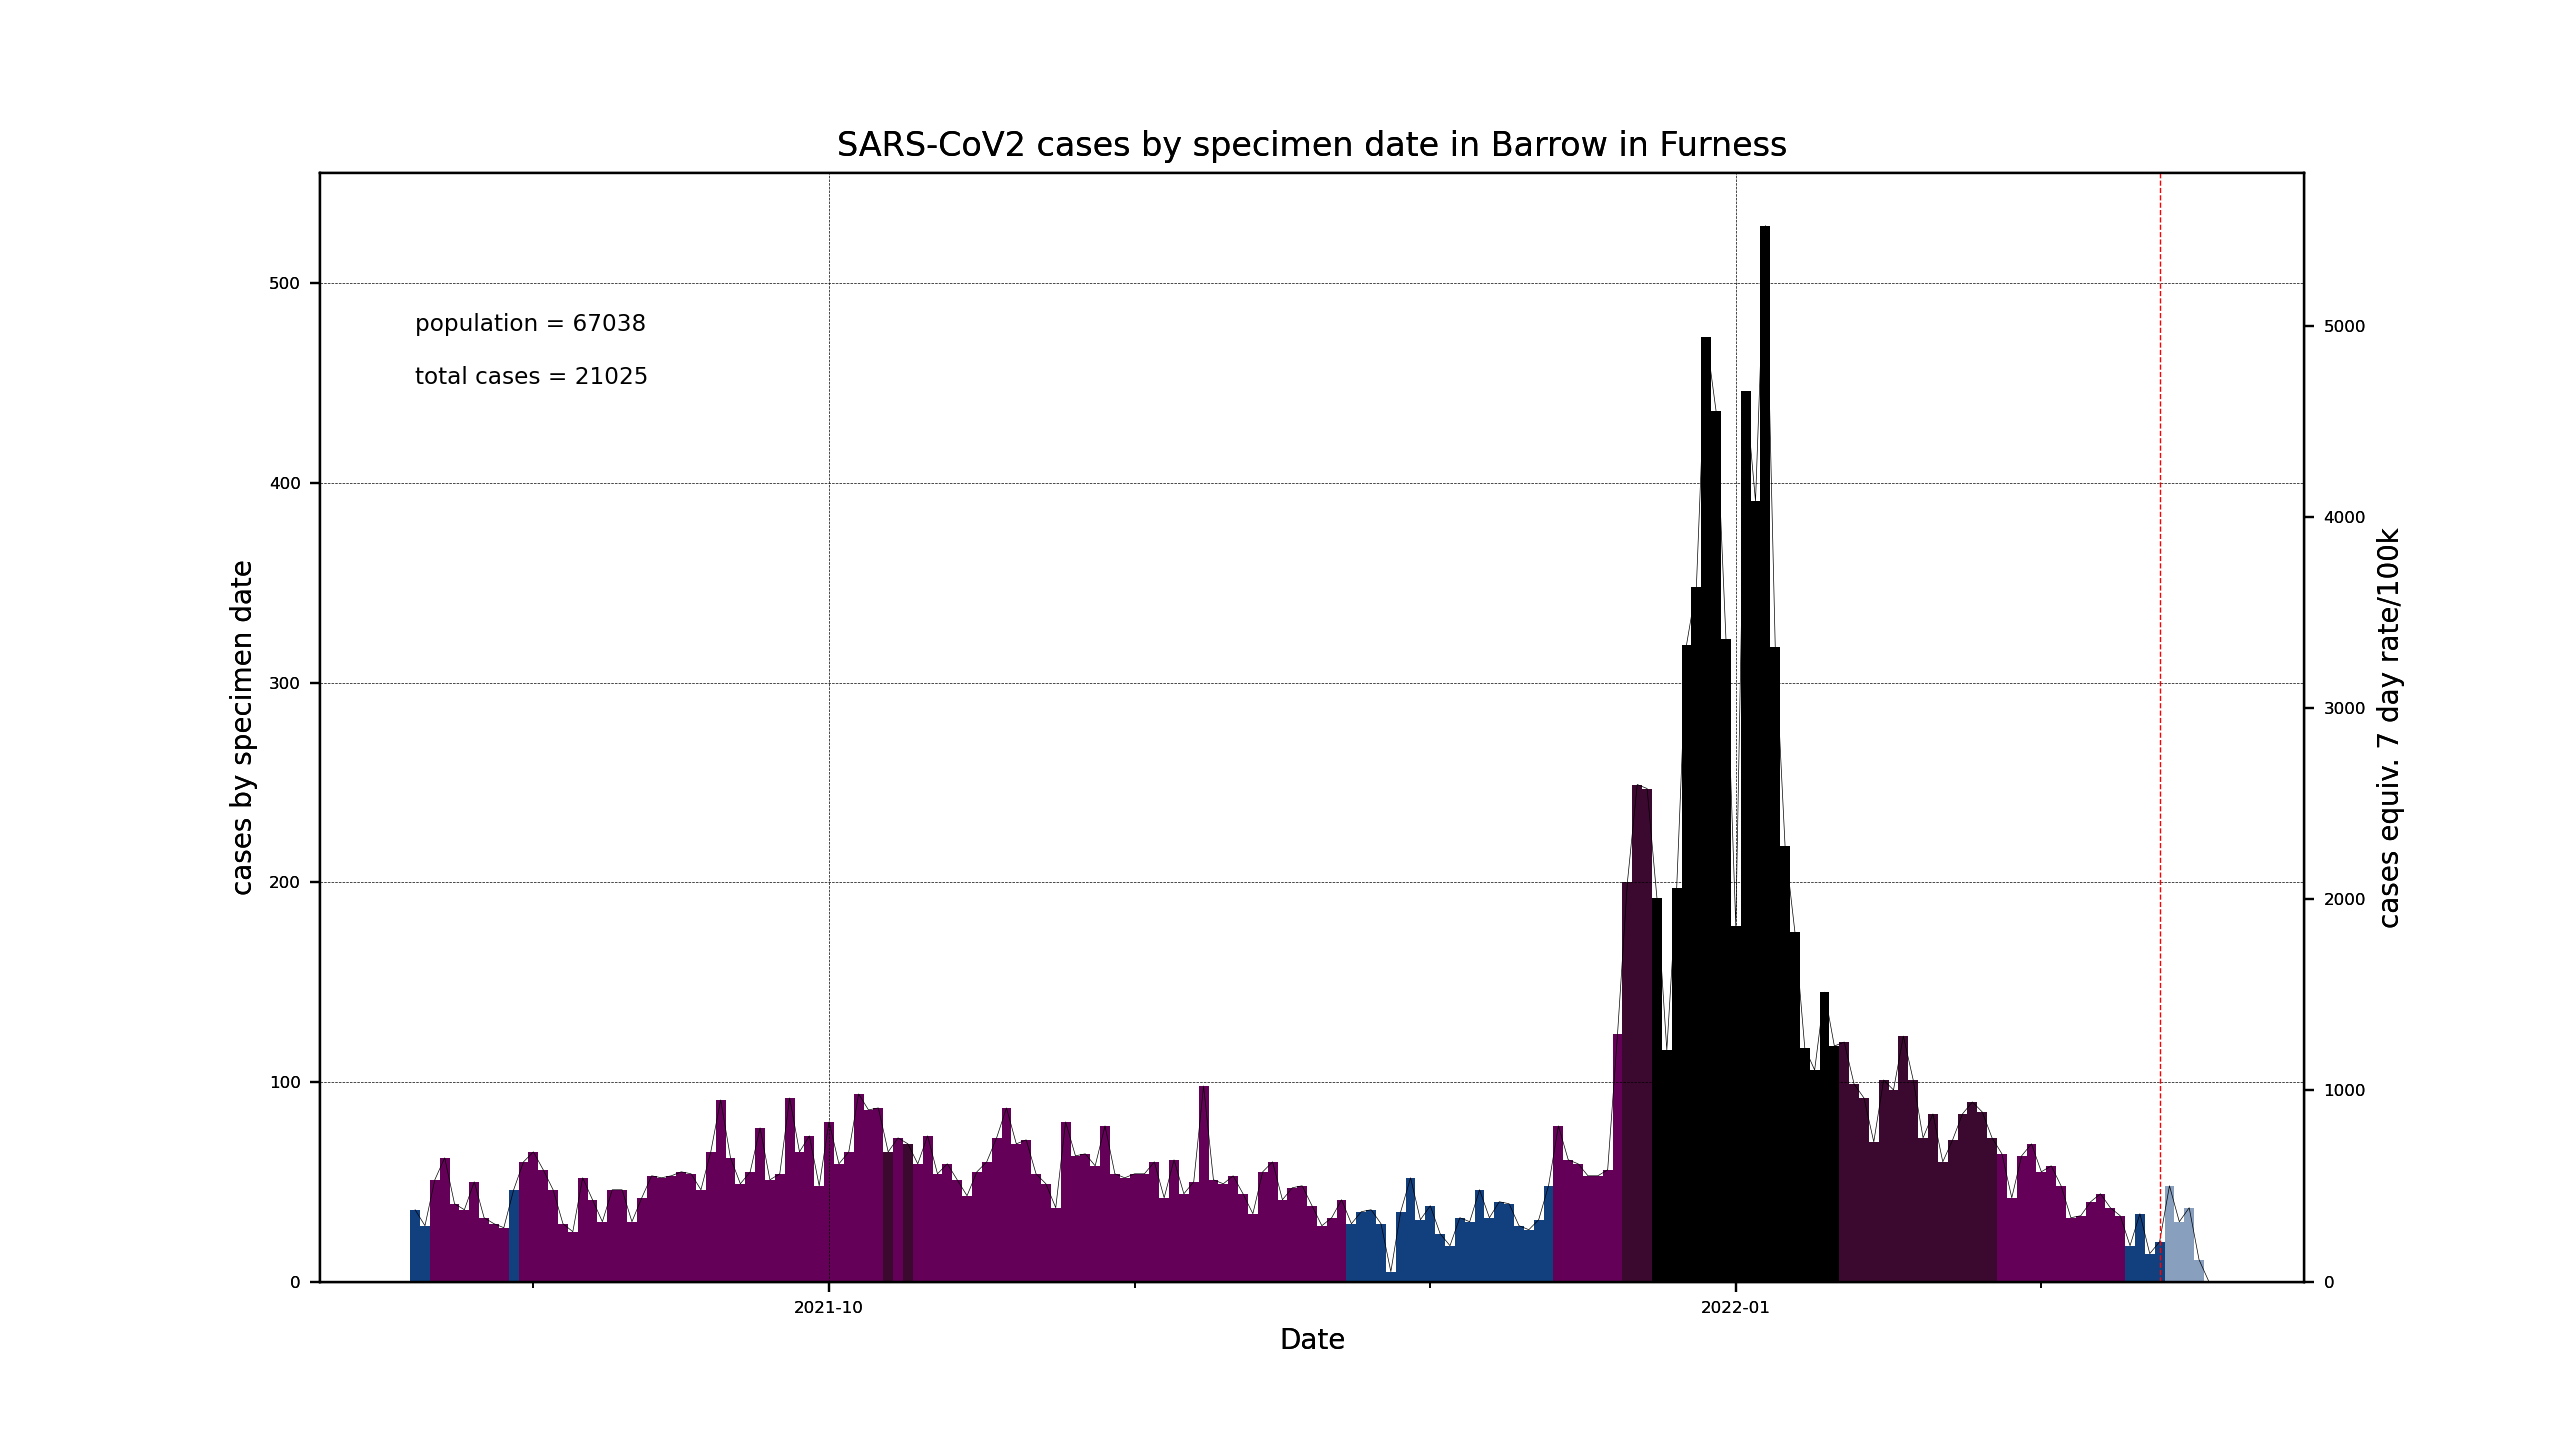 SARS-CoV2 cases by specimen date in Barrow in Furness
population = 67038
total cases = 21025
cases by specimen date
500
400
300
200
100
0
5000
4000
3000
2000
1000
0
cases equiv. 7 day rate/100k
2021-10
2022-01
Date